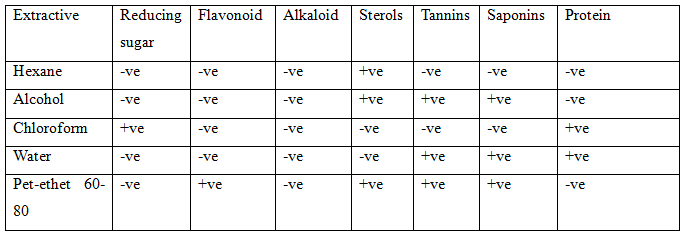 Extractive Reducing sugar Flavonoid Alkaloid Sterols Tannins Saponins Protein
Hexane -ve -ve -ve +ve -ve -ve -ve
Alcohol -ve -ve -ve +ve +ve +ve -ve
Chloroform +ve -ve -ve -ve -ve -ve +ve
Water -ve -ve -ve -ve +ve +ve +ve
Pet-ethet 60-80 -ve +ve -ve +ve +ve +ve -ve